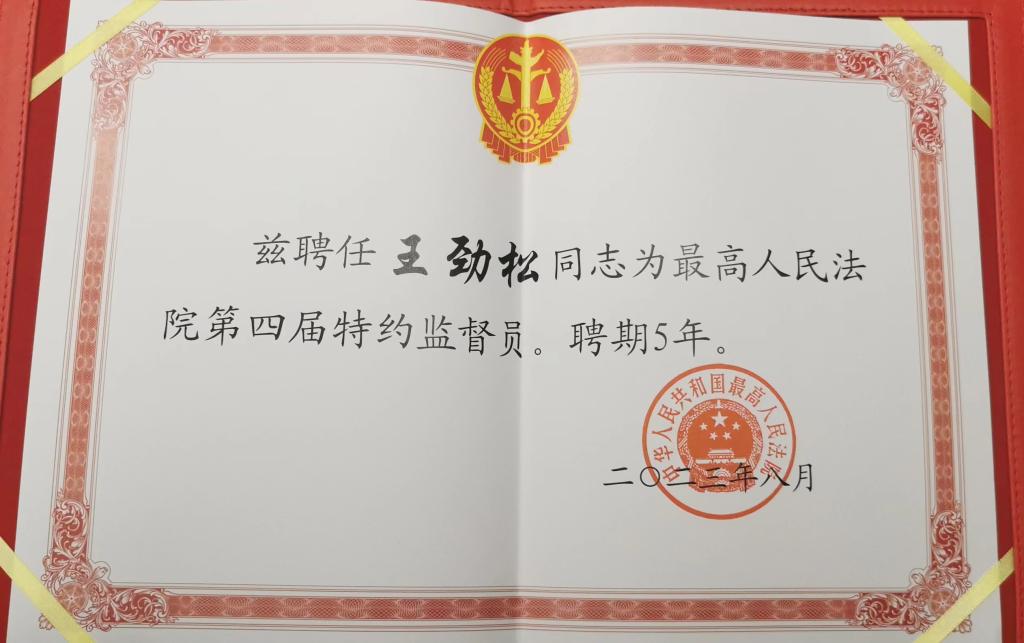 兹聘任 王 劲松 同志为最高人民法
院第四届特约监督员。聘期5年。
中华人民共和国最高人民法院
二〇二三年八月